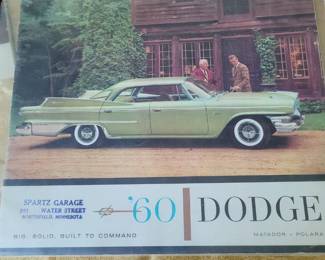 SPARTZ GARAGE
WATER STREET
NORTHFIELD, MINNESOTA
'60 DODGE
BIG, SOLID, BUILT TO COMMAND
MATADOR - POLARA